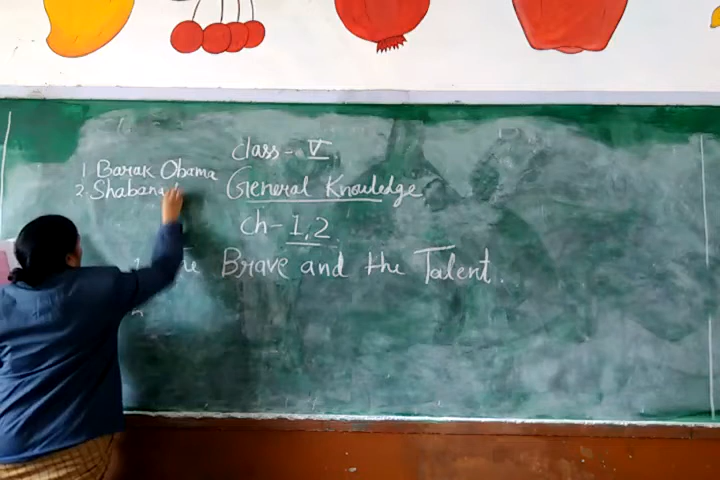 Class - V
1 Barak Obama
2. Shabana
General Knowledge
Ch - 1,2
Brave and the Talent.